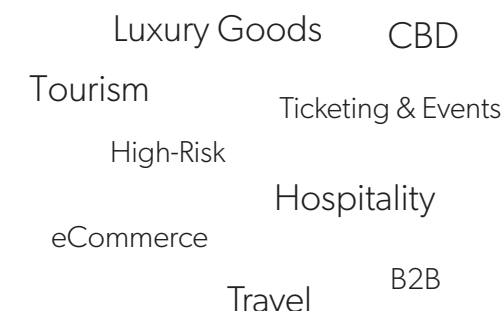 Luxury Goods
CBD
Tourism
Ticketing & Events
High-Risk
Hospitality
eCommerce
B2B
Travel